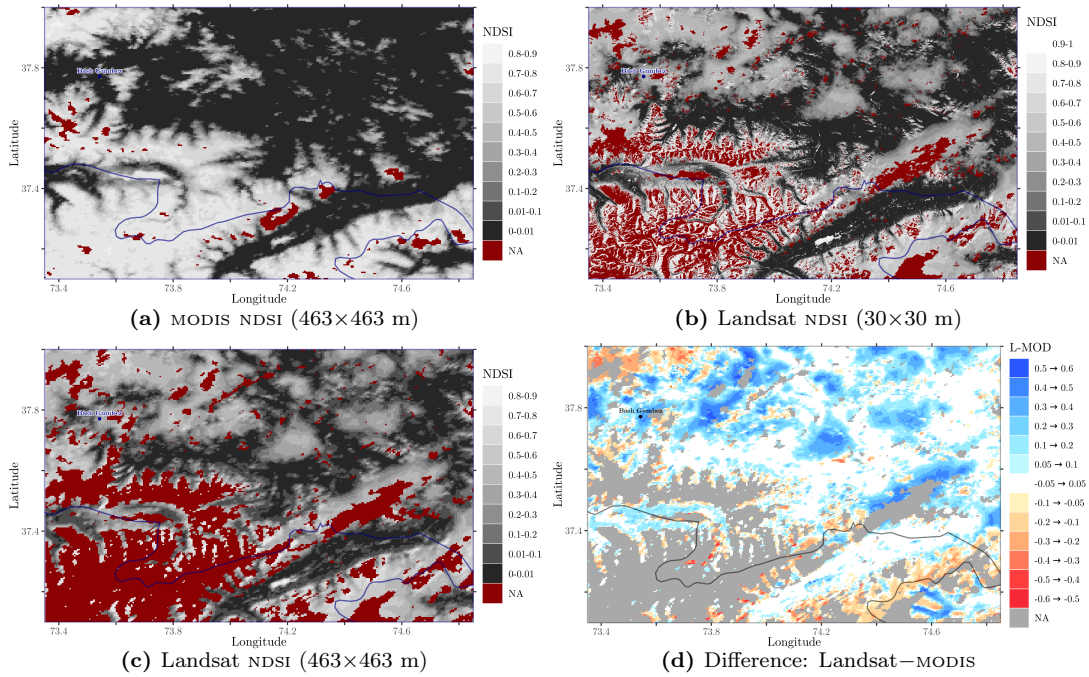 NDSI
0.8-0.9
0.7-0.8
0.6-0.7
0.5-0.6
0.4-0.5
0.3-0.4
0.2-0.3
0.1-0.2
0.01-0.1
0-0.01
NA
Bash Gumbez
37.8
37.4
Latitude
73.4 73.8 74.2 74.6
Longitude
(a) MODIS NDSI (463×463 m)
NDSI
0.9-1
0.8-0.9
0.7-0.8
0.6-0.7
0.5-0.6
0.4-0.5
0.3-0.4
0.2-0.3
0.1-0.2
0.01-0.1
0-0.01
NA
Bash Gumbez
37.8
37.4
Latitude
73.4 73.8 74.2 74.6
Longitude
(b) Landsat NDSI (30×30 m)
NDSI
0.8-0.9
0.7-0.8
0.6-0.7
0.5-0.6
0.4-0.5
0.3-0.4
0.2-0.3
0.1-0.2
0.01-0.1
0-0.01
NA
Bash Gumbez
37.8
37.4
Latitude
73.4 73.8 74.2 74.6
Longitude
(c) Landsat NDSI (463×463 m)
L-MOD
0.5 → 0.6
0.4 → 0.5
0.3 → 0.4
0.2 → 0.3
0.1 → 0.2
0.05 → 0.1
-0.05 → 0.05
-0.1 → -0.05
-0.2 → -0.1
-0.3 → -0.2
-0.4 → -0.3
-0.5 → -0.4
-0.6 → -0.5
NA
Bash Gumbez
37.8
37.4
Latitude
73.4 73.8 74.2 74.6
Longitude
(d) Difference: Landsat−MODIS